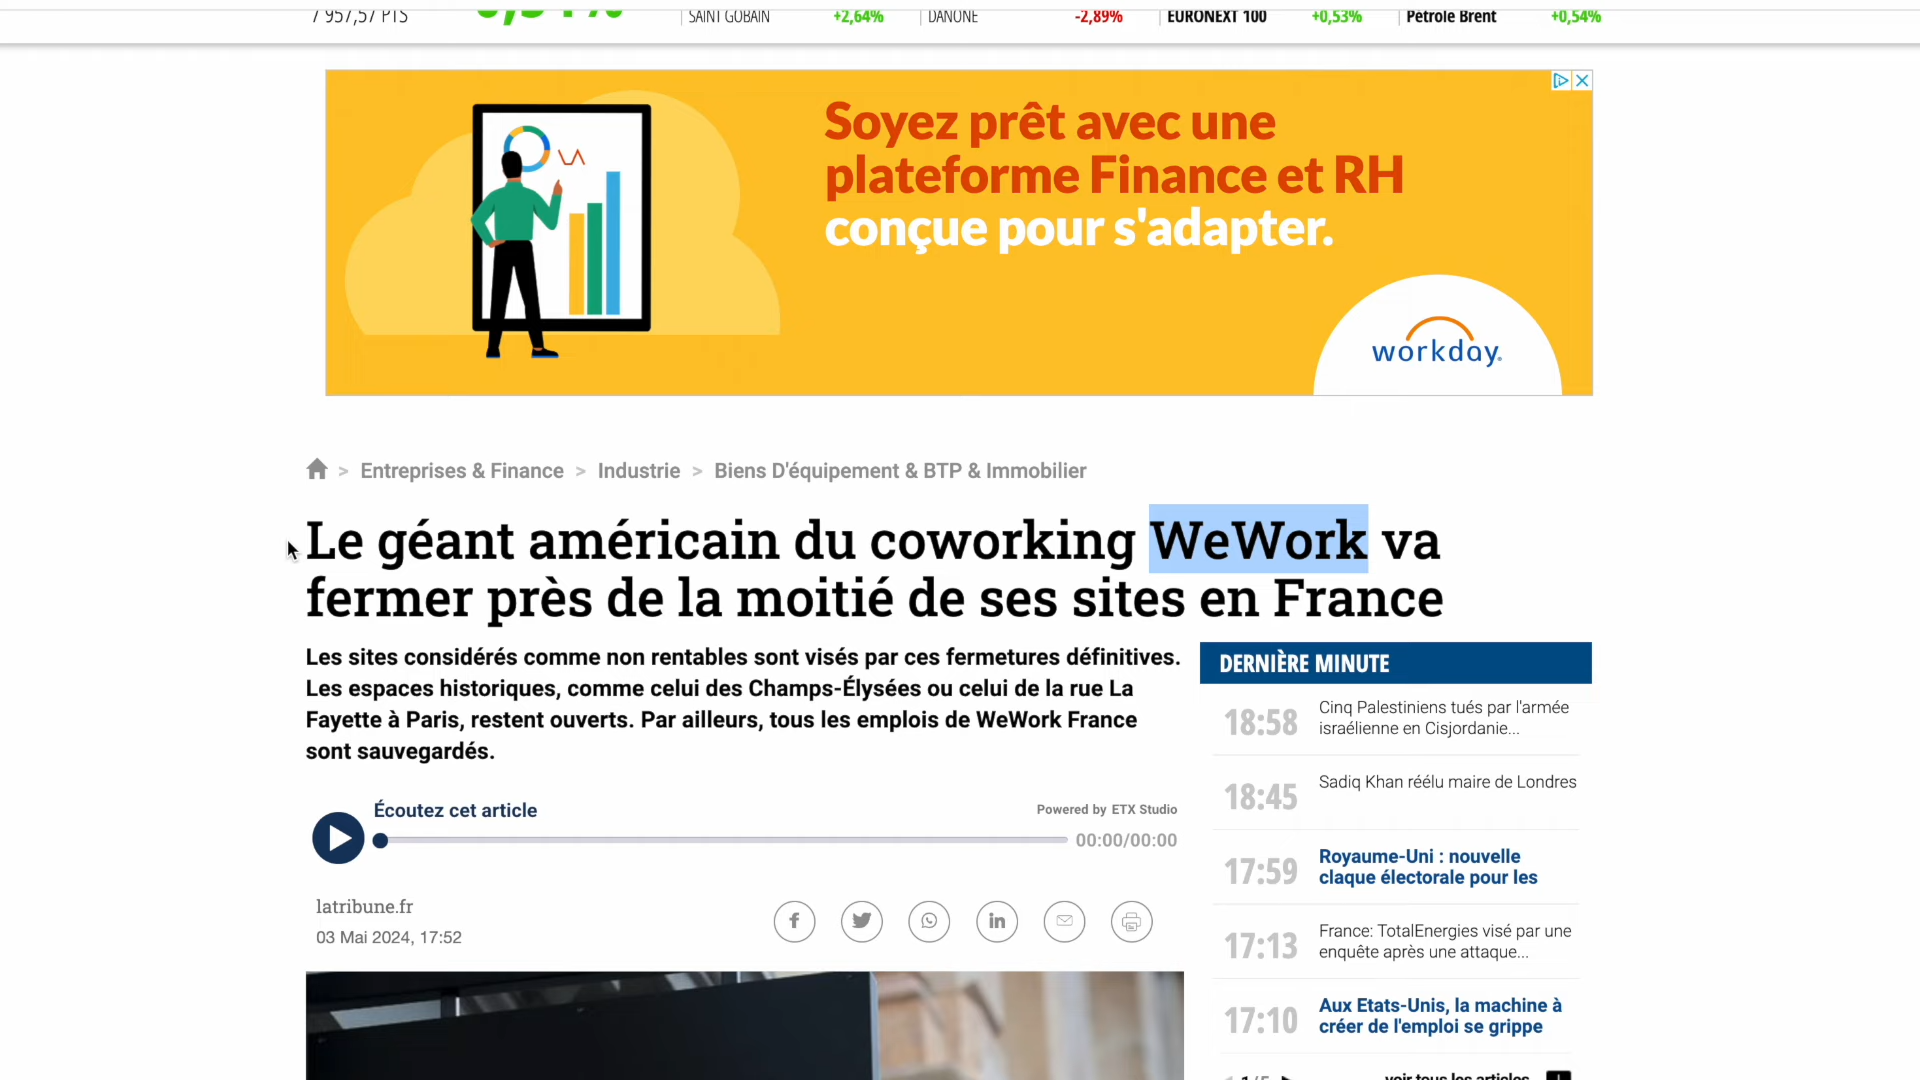 7 957,57 PTS
SAINT GOBAIN +2,64% DANONE -2,89% EURONEXT 100 +0,53% Pétrole Brent +0,54%
Soyez prêt avec une
plateforme Finance et RH
conçue pour s'adapter.
workday
> Entreprises & Finance > Industrie > Biens D'équipement & BTP & Immobilier
Le géant américain du coworking WeWork va
fermer près de la moitié de ses sites en France
Les sites considérés comme non rentables sont visés par ces fermetures définitives.
Les espaces historiques, comme celui des Champs-Élysées ou celui de la rue La
Fayette à Paris, restent ouverts. Par ailleurs, tous les emplois de WeWork France
sont sauvegardés.
Écoutez cet article
Powered by ETX Studio
00:00/00:00
latribune.fr
03 Mai 2024, 17:52
DERNIÈRE MINUTE
18:58 Cinq Palestiniens tués par l'armée
israélienne en Cisjordanie...
18:45 Sadiq Khan réélu maire de Londres
17:59 Royaume-Uni : nouvelle
claque électorale pour les
17:13 France: TotalEnergies visé par une
enquête après une attaque...
17:10 Aux Etats-Unis, la machine à
créer de l'emploi se grippe
voir tous les articles